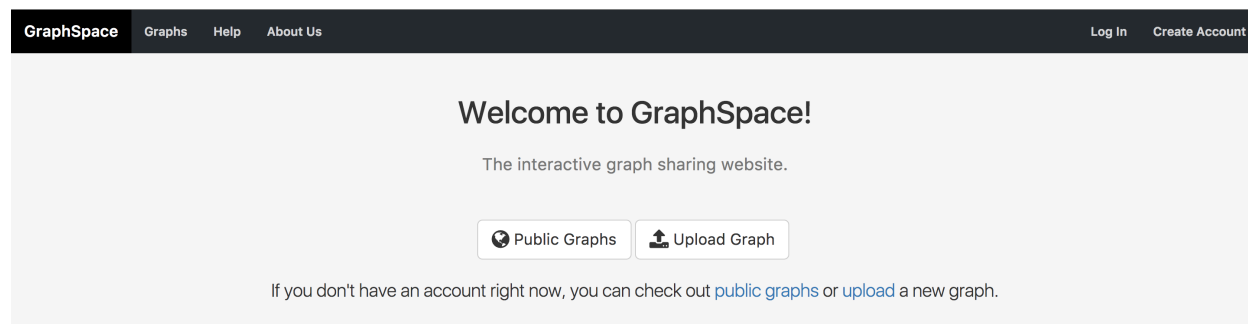 GraphSpace Graphs Help About Us Log In Create Account
Welcome to GraphSpace!
The interactive graph sharing website.
Public Graphs Upload Graph
If you don't have an account right now, you can check out public graphs or upload a new graph.